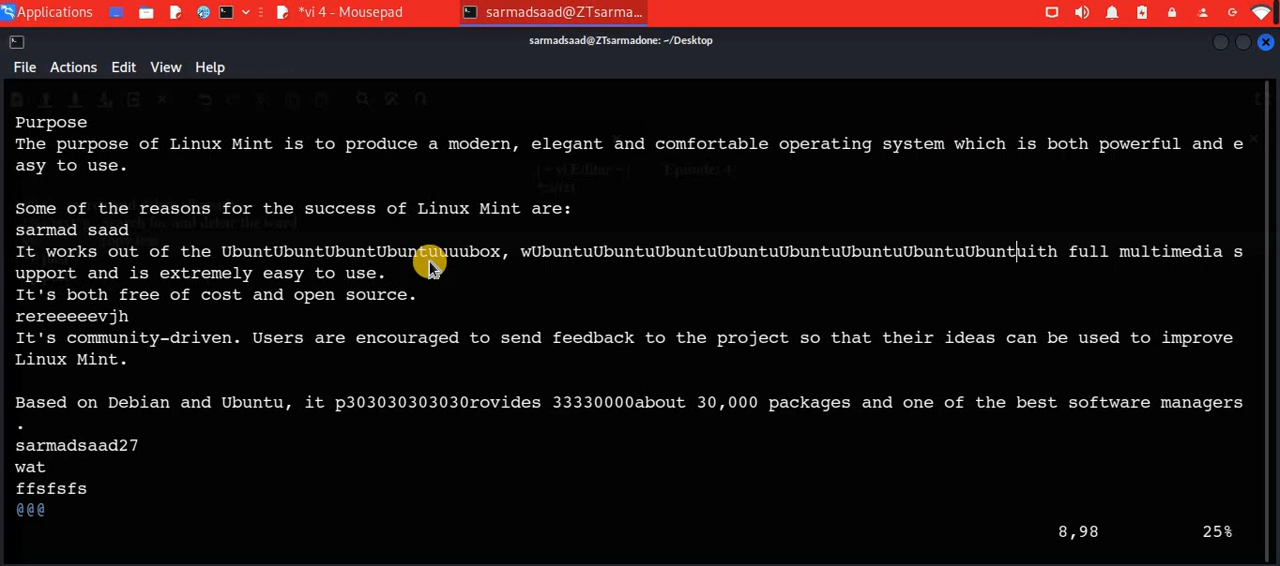 Applications
*vi 4 - Mousepad
sarmadsaad@ZTsarma...
sarmadsaad@ZTsarmadone: ~/Desktop
File Actions Edit View Help
[ ~ vi Editor ~ ] Episode: 4
Purpose
The purpose of Linux Mint is to produce a modern, elegant and comfortable operating system which is both powerful and e
asy to use.
Some of the reasons for the success of Linux Mint are:
sarmad saad
It works out of the UbuntUbuntUbuntUbuntuuuubox, wUbuntuUbuntuUbuntuUbuntuUbuntuUbuntuUbuntuUbuntuith full multimedia s
upport and is extremely easy to use.
It's both free of cost and open source.
rereeeeevjh
It's community-driven. Users are encouraged to send feedback to the project so that their ideas can be used to improve
Linux Mint.
Based on Debian and Ubuntu, it p303030303030rovides 33330000about 30,000 packages and one of the best software managers
.
sarmadsaad27
wat
ffsfsfs
@@@
8,98 25%